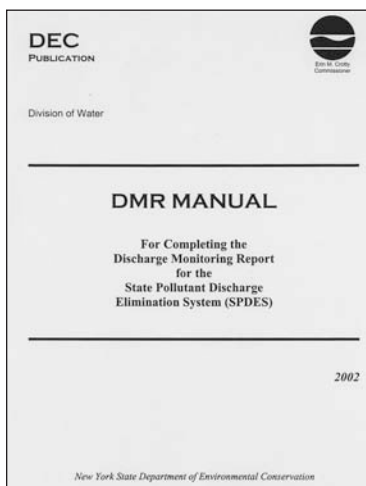 DEC
PUBLICATION
Erin M. Crotty
Commissioner
Division of Water
DMR MANUAL
For Completing the
Discharge Monitoring Report
for the
State Pollutant Discharge
Elimination System (SPDES)
2002
New York State Department of Environmental Conservation